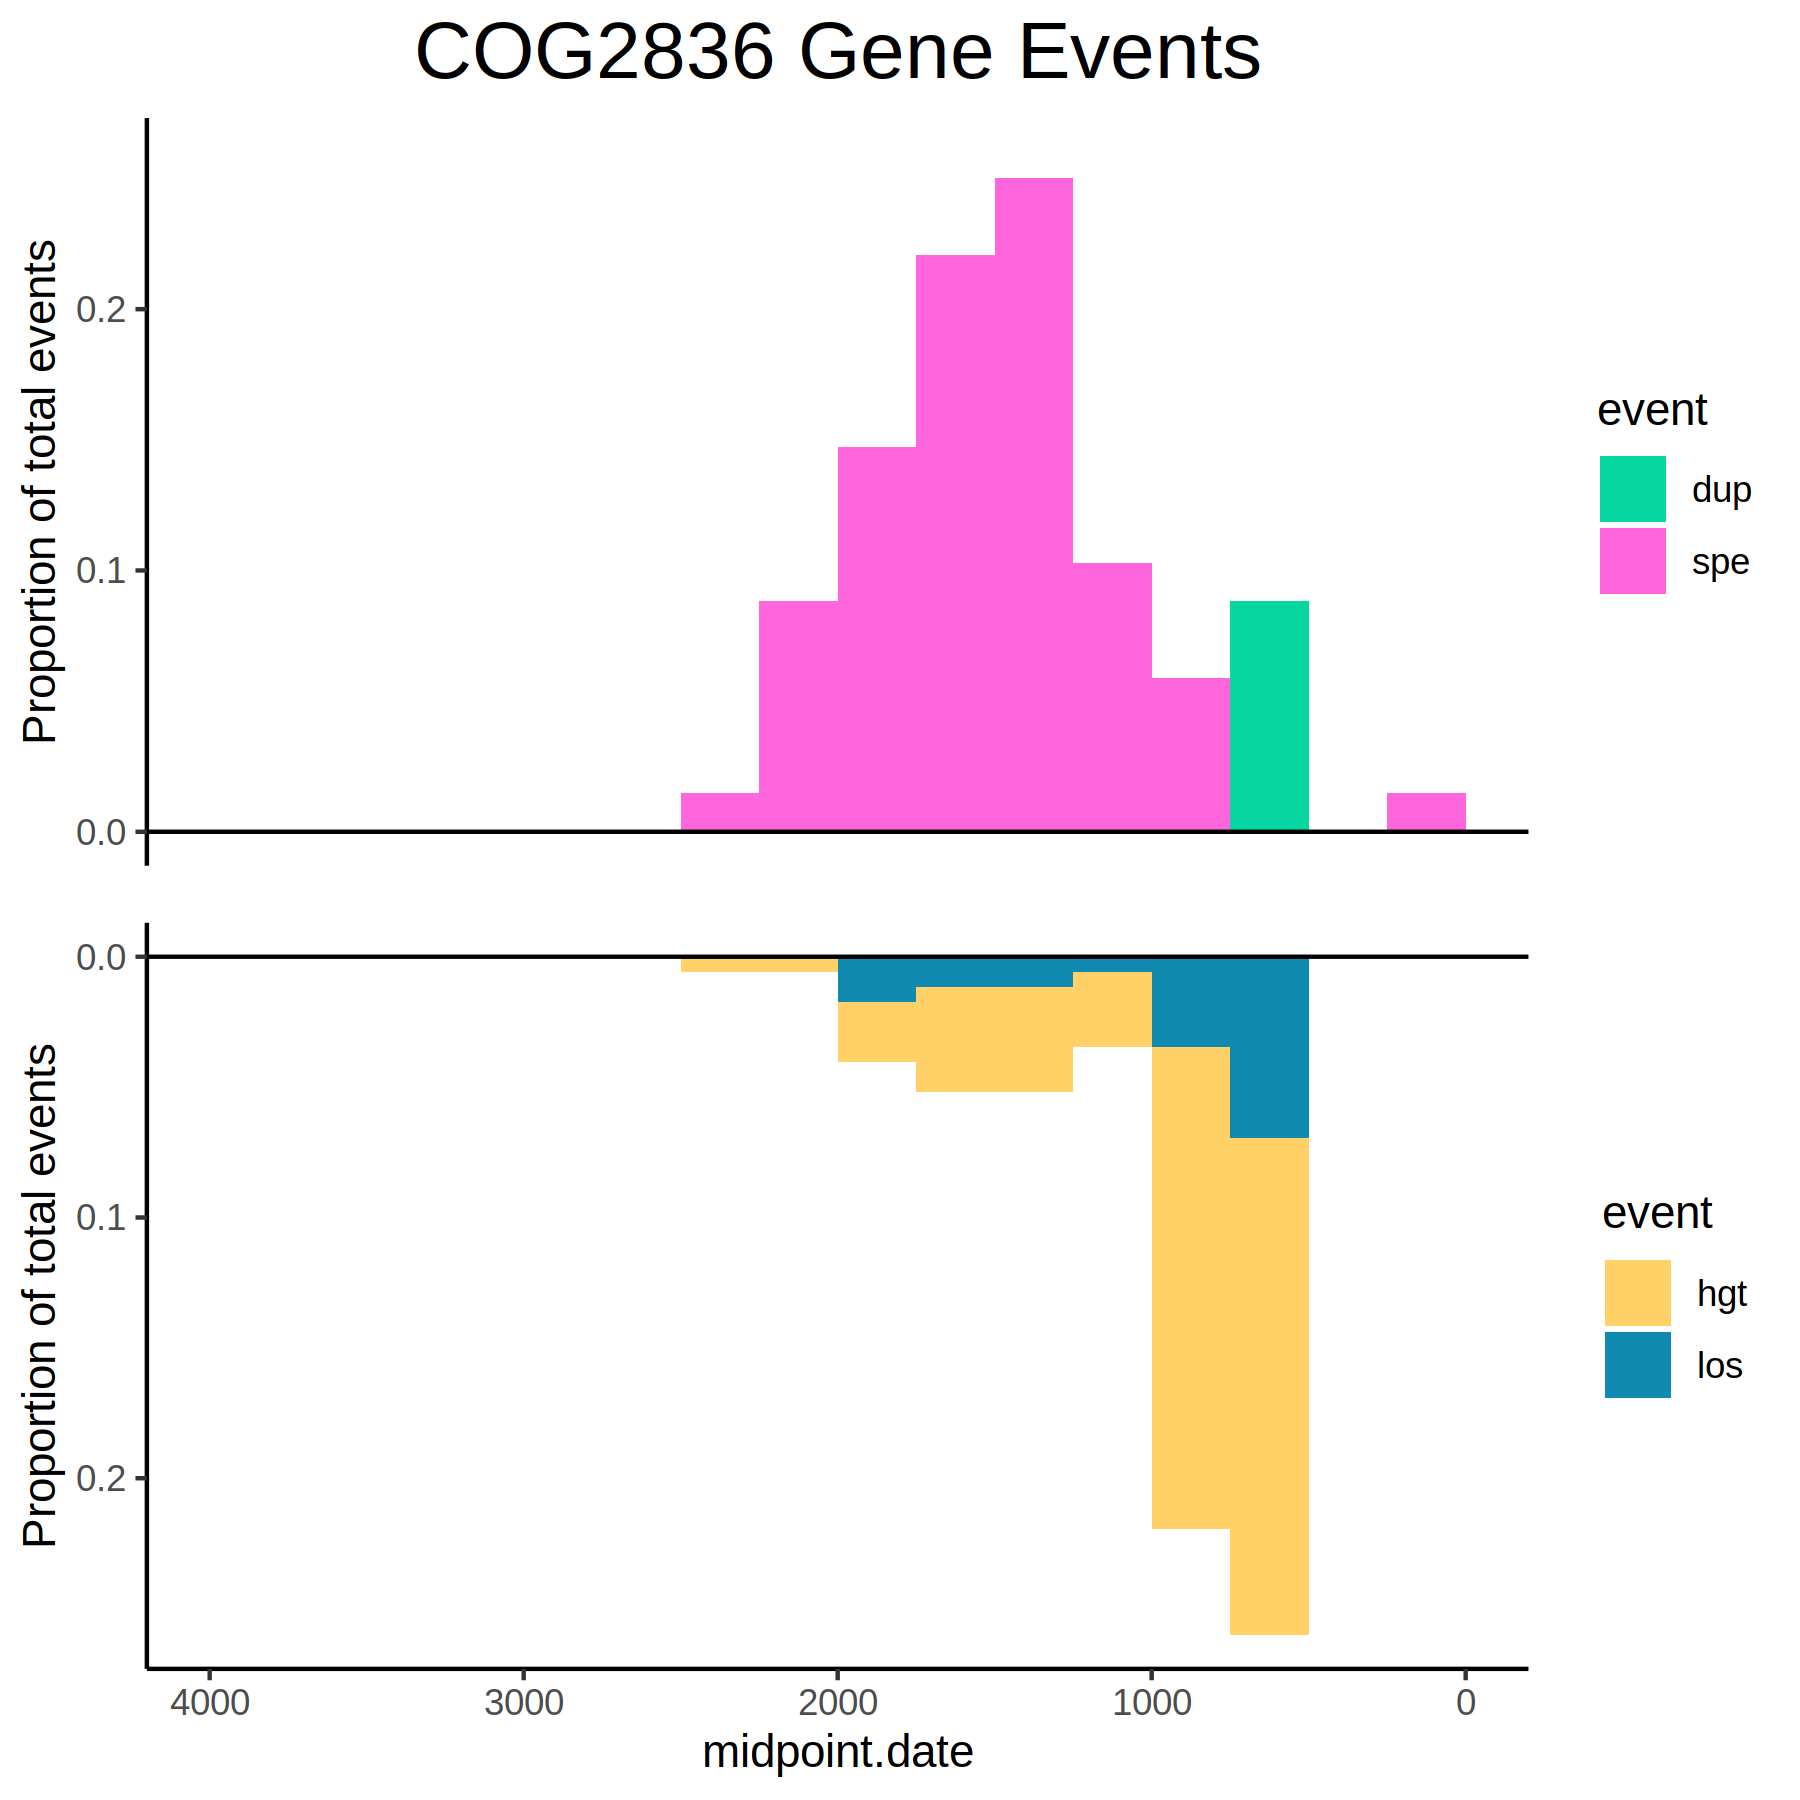 COG2836 Gene Events
Proportion of total events
0.2
0.1
0.0
event
dup
spe
Proportion of total events
0.0
0.1
0.2
event
hgt
los
4000 3000 2000 1000 0
midpoint.date